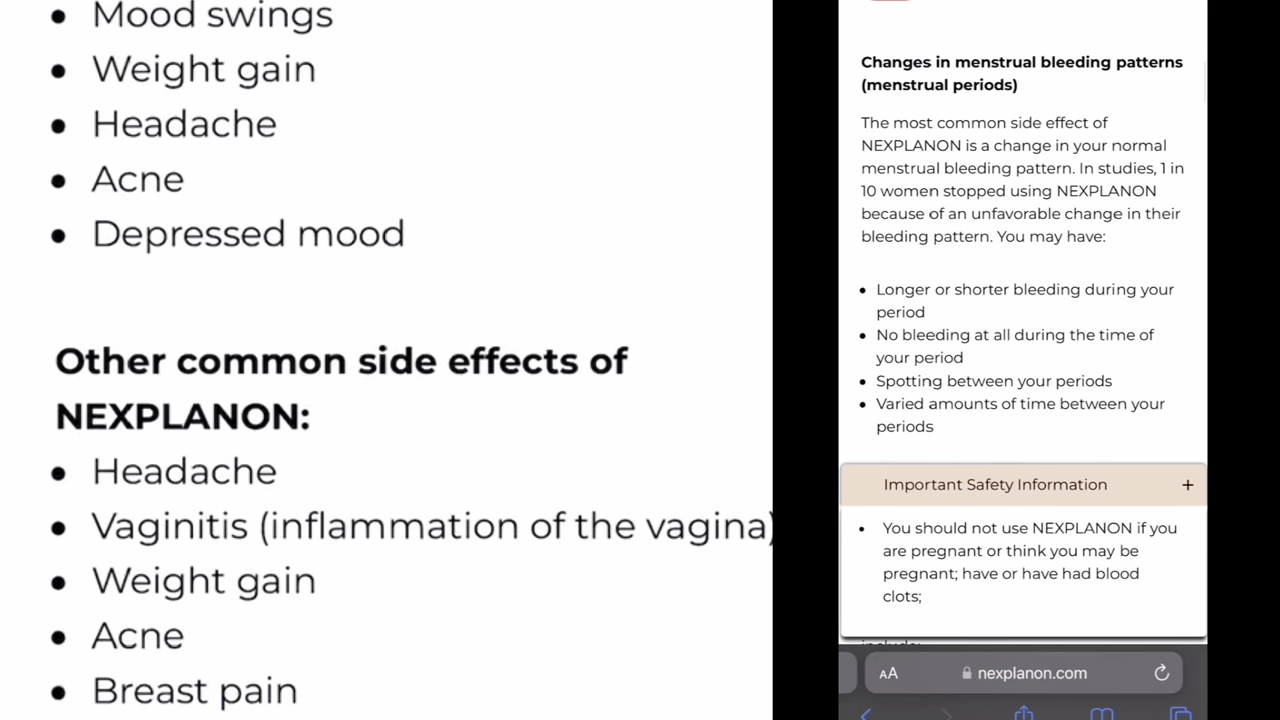 Mood swings
Weight gain
Headache
Acne
Depressed mood
Other common side effects of
NEXPLANON:
Headache
Vaginitis (inflammation of the vagina)
Weight gain
Acne
Breast pain
Changes in menstrual bleeding patterns
(menstrual periods)
The most common side effect of
NEXPLANON is a change in your normal
menstrual bleeding pattern. In studies, 1 in
10 women stopped using NEXPLANON
because of an unfavorable change in their
bleeding pattern. You may have:
Longer or shorter bleeding during your
period
No bleeding at all during the time of
your period
Spotting between your periods
Varied amounts of time between your
periods
Important Safety Information +
You should not use NEXPLANON if you
are pregnant or think you may be
pregnant; have or have had blood
clots;
AA nexplanon.com